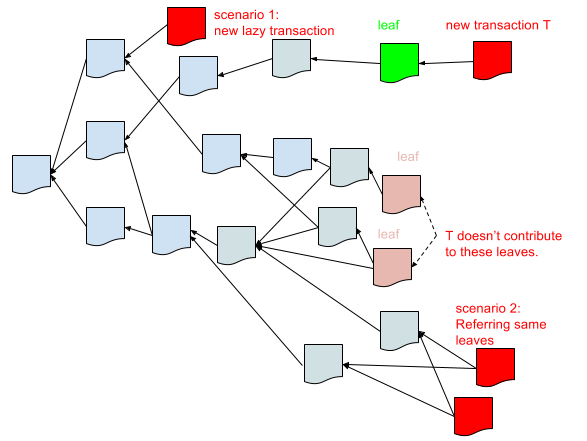 scenario 1:
new lazy transaction
leaf
new transaction T
leaf
leaf
T doesn’t contribute
to these leaves.
scenario 2:
Referring same
leaves